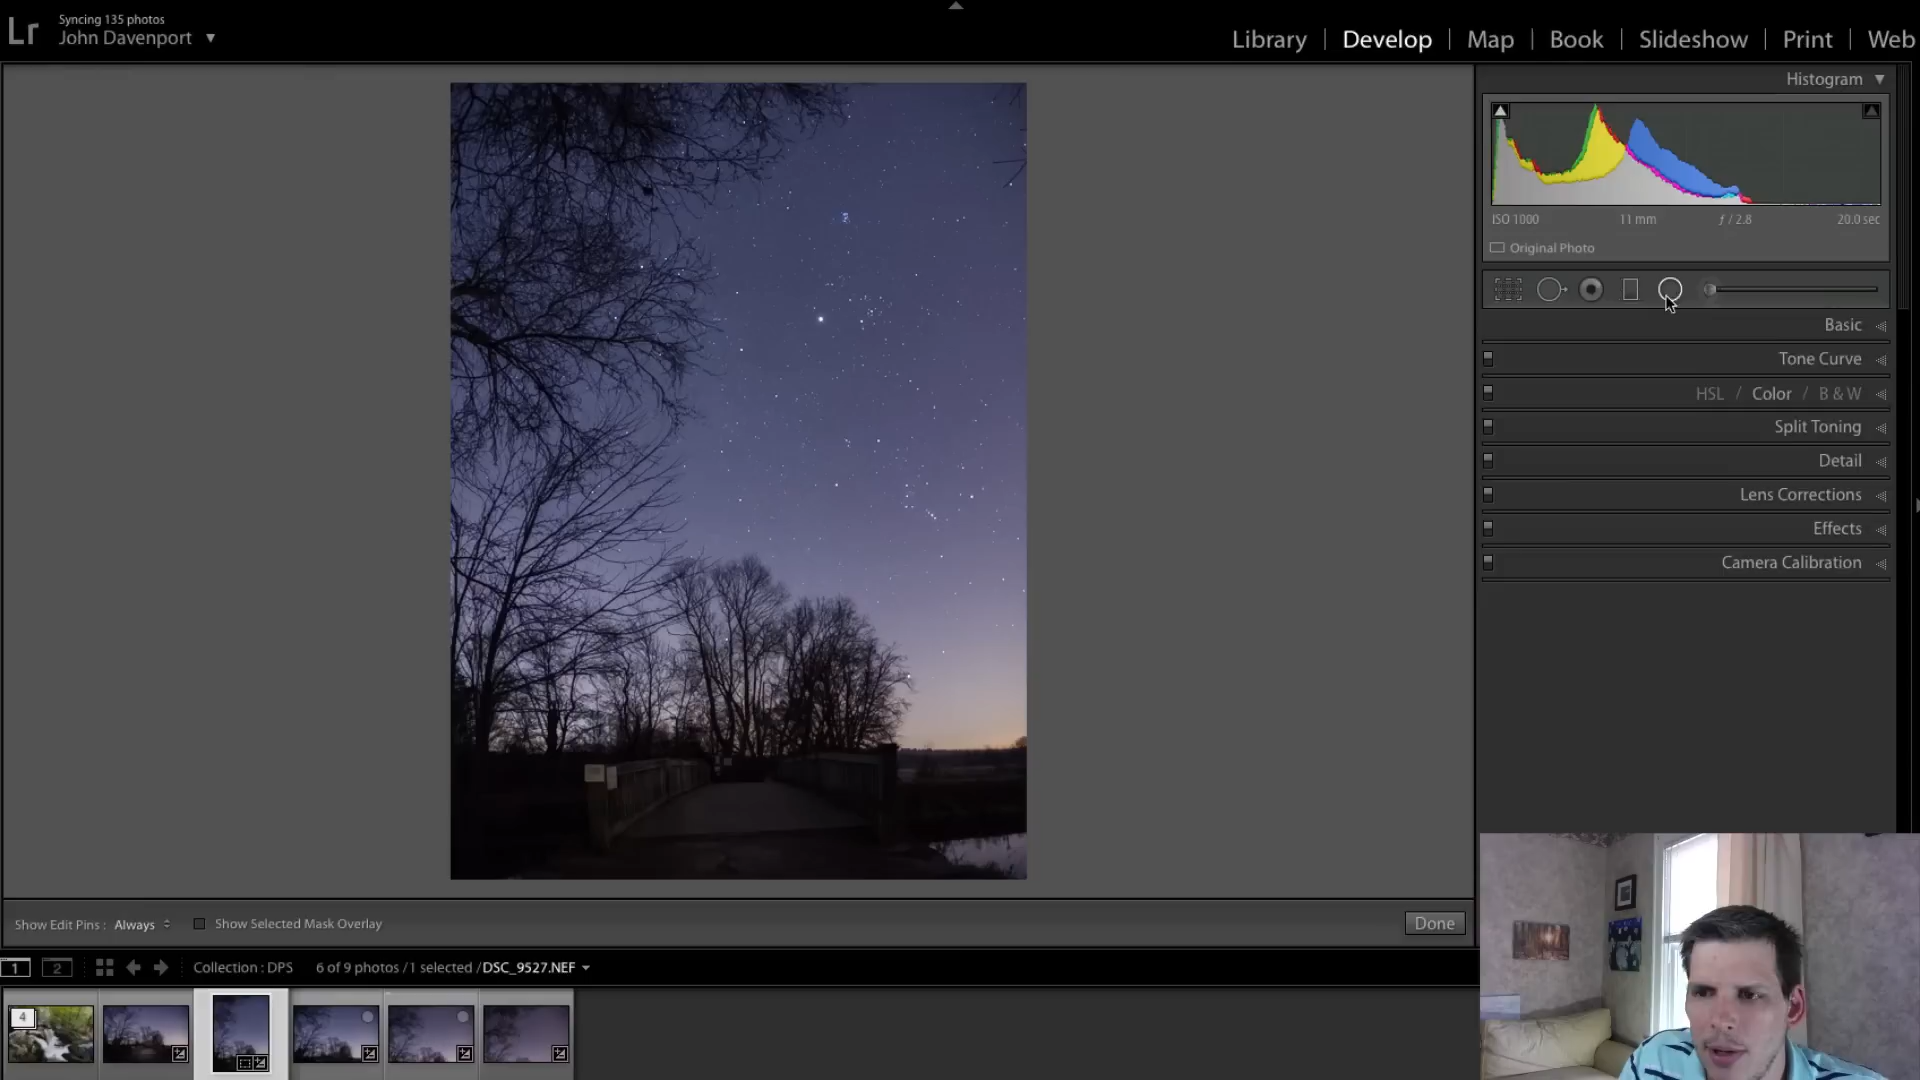 Lr
Syncing 135 photos
John Davenport
Library | Develop | Map | Book | Slideshow | Print | Web
Histogram
ISO 1000 11 mm ƒ / 2.8 20.0 sec
Original Photo
Basic
Tone Curve
HSL / Color / B & W
Split Toning
Detail
Lens Corrections
Effects
Camera Calibration
Show Edit Pins : Always Show Selected Mask Overlay Done
1 2 Collection : DPS 6 of 9 photos / 1 selected / DSC_9527.NEF
4